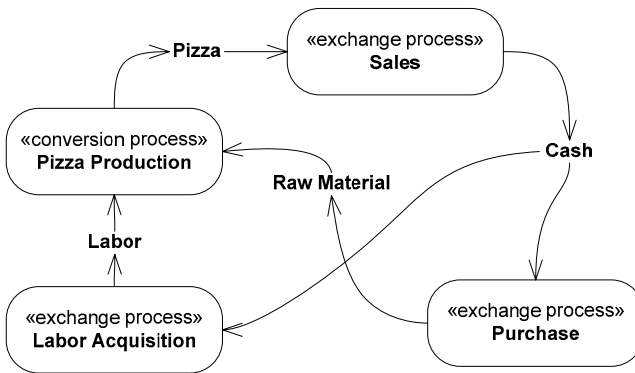 Pizza
«exchange process»
Sales
«conversion process»
Pizza Production
Cash
Raw Material
Labor
«exchange process»
Labor Acquisition
«exchange process»
Purchase